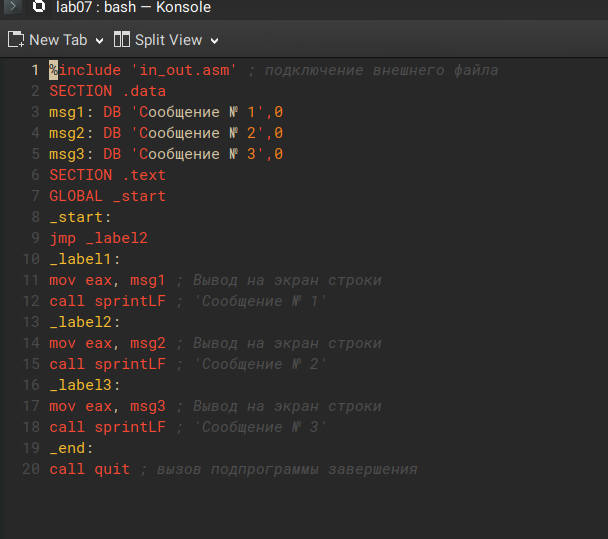 lab07 : bash — Konsole
New Tab Split View
1 %include 'in_out.asm' ; подключение внешнего файла
2 SECTION .data
3 msg1: DB 'Сообщение № 1',0
4 msg2: DB 'Сообщение № 2',0
5 msg3: DB 'Сообщение № 3',0
6 SECTION .text
7 GLOBAL _start
8 _start:
9 jmp _label2
10 _label1:
11 mov eax, msg1 ; Вывод на экран строки
12 call sprintLF ; 'Сообщение № 1'
13 _label2:
14 mov eax, msg2 ; Вывод на экран строки
15 call sprintLF ; 'Сообщение № 2'
16 _label3:
17 mov eax, msg3 ; Вывод на экран строки
18 call sprintLF ; 'Сообщение № 3'
19 _end:
20 call quit ; вызов подпрограммы завершения